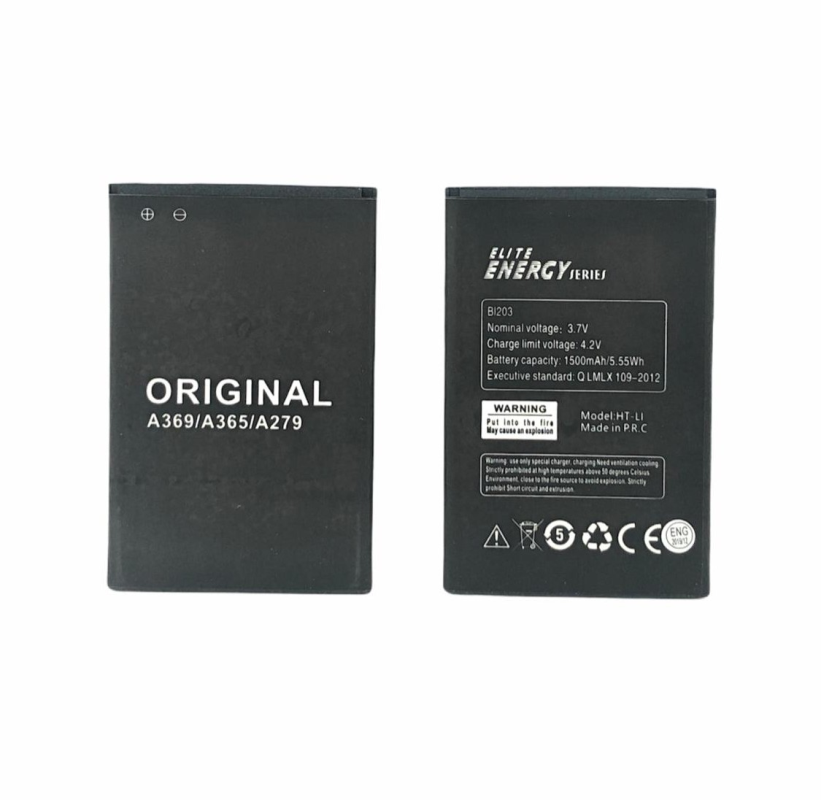 ORIGINAL
A369/A365/A279
ELITE
ENERGY SERIES
BI203
Nominal voltage: 3.7V
Charge limit voltage: 4.2V
Battery capacity: 1500mAh/5.55Wh
Executive standard: Q LMLX 109-2012
WARNING
Put into the fire
May cause an explosion
Model:HT-LI
Made in P.R.C
Warning: use only special charger, charging Need ventilation cooling.
Strictly prohibited at high temperatures above 50 degrees Celsius
Environment, close to the fire source to avoid explosion. Strictly
prohibit Short circuit and extrusion.
5
CE
ENG